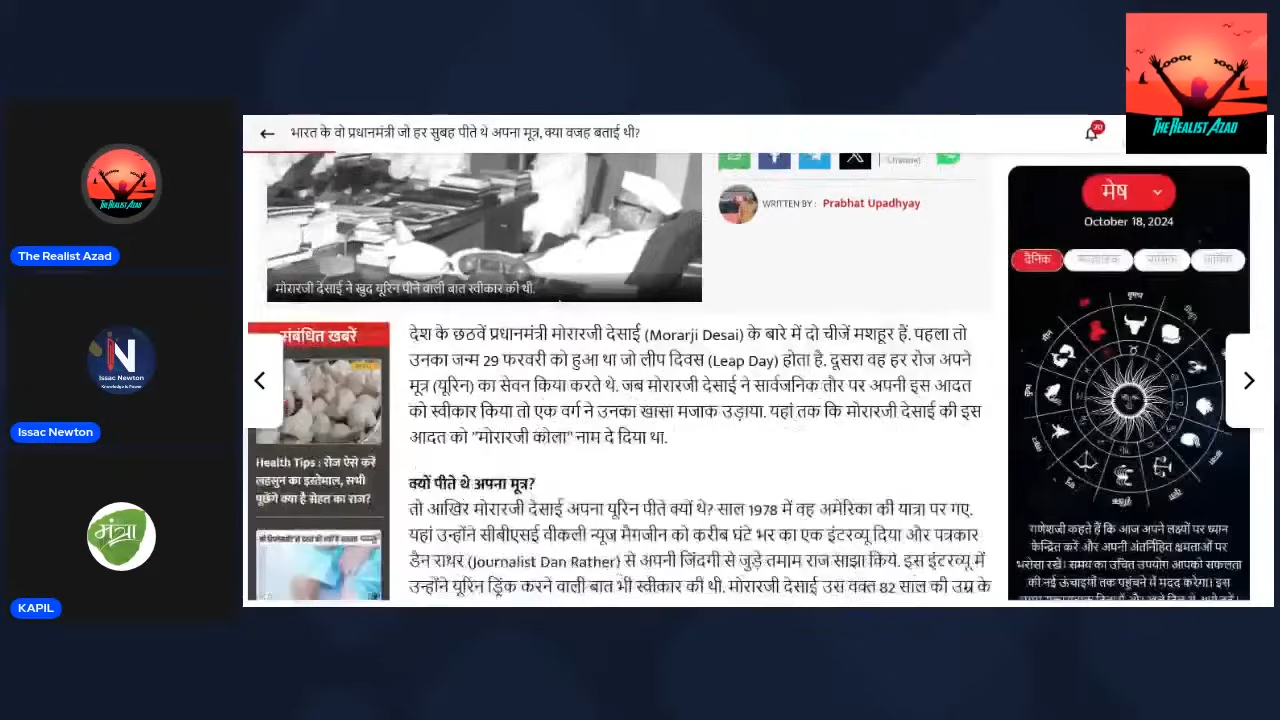 The Realist Azad
The Realist Azad
N
Issac Newton
Issac Newton
मंत्रा
KAPIL
भारत के वो प्रधानमंत्री जो हर सुबह पीते थे अपना मूत्र, क्या वजह बताई थी?
20
The Realist Azad
WRITTEN BY : Prabhat Upadhyay
मोरारजी देसाई ने खुद यूरिन पीने वाली बात स्वीकार की थी.
संबंधित खबरें
Health Tips : रोज ऐसे करें
लहसुन का इस्तेमाल, सभी
पूछेंगे क्या है सेहत का राज?
देश के छठवें प्रधानमंत्री मोरारजी देसाई (Morarji Desai) के बारे में दो चीजें मशहूर हैं. पहला तो
उनका जन्म 29 फरवरी को हुआ था जो लीप दिवस (Leap Day) होता है. दूसरा वह हर रोज अपने
मूत्र (यूरिन) का सेवन किया करते थे. जब मोरारजी देसाई ने सार्वजनिक तौर पर अपनी इस आदत
को स्वीकार किया तो एक वर्ग ने उनका खासा मजाक उड़ाया. यहां तक कि मोरारजी देसाई की इस
आदत को "मोरारजी कोला" नाम दे दिया था.
क्यों पीते थे अपना मूत्र?
तो आखिर मोरारजी देसाई अपना यूरिन पीते क्यों थे? साल 1978 में वह अमेरिका की यात्रा पर गए.
यहां उन्होंने सीबीएसई वीकली न्यूज मैगजीन को करीब घंटे भर का एक इंटरव्यू दिया और पत्रकार
डैन राथर (Journalist Dan Rather) से अपनी जिंदगी से जुड़े तमाम राज साझा किये. इस इंटरव्यू में
उन्होंने यूरिन ड्रिंक करने वाली बात भी स्वीकार की थी. मोरारजी देसाई उस वक्त 82 साल की उम्र के
मेष
October 18, 2024
दैनिक
गणेशजी कहते हैं कि आज अपने लक्ष्यों पर ध्यान
केन्द्रित करें और अपनी अंतर्निहित क्षमताओं पर
भरोसा रखें। समय का उचित उपयोग आपको सफलता
की नई ऊंचाइयों तक पहुंचने में मदद करेगा। इस